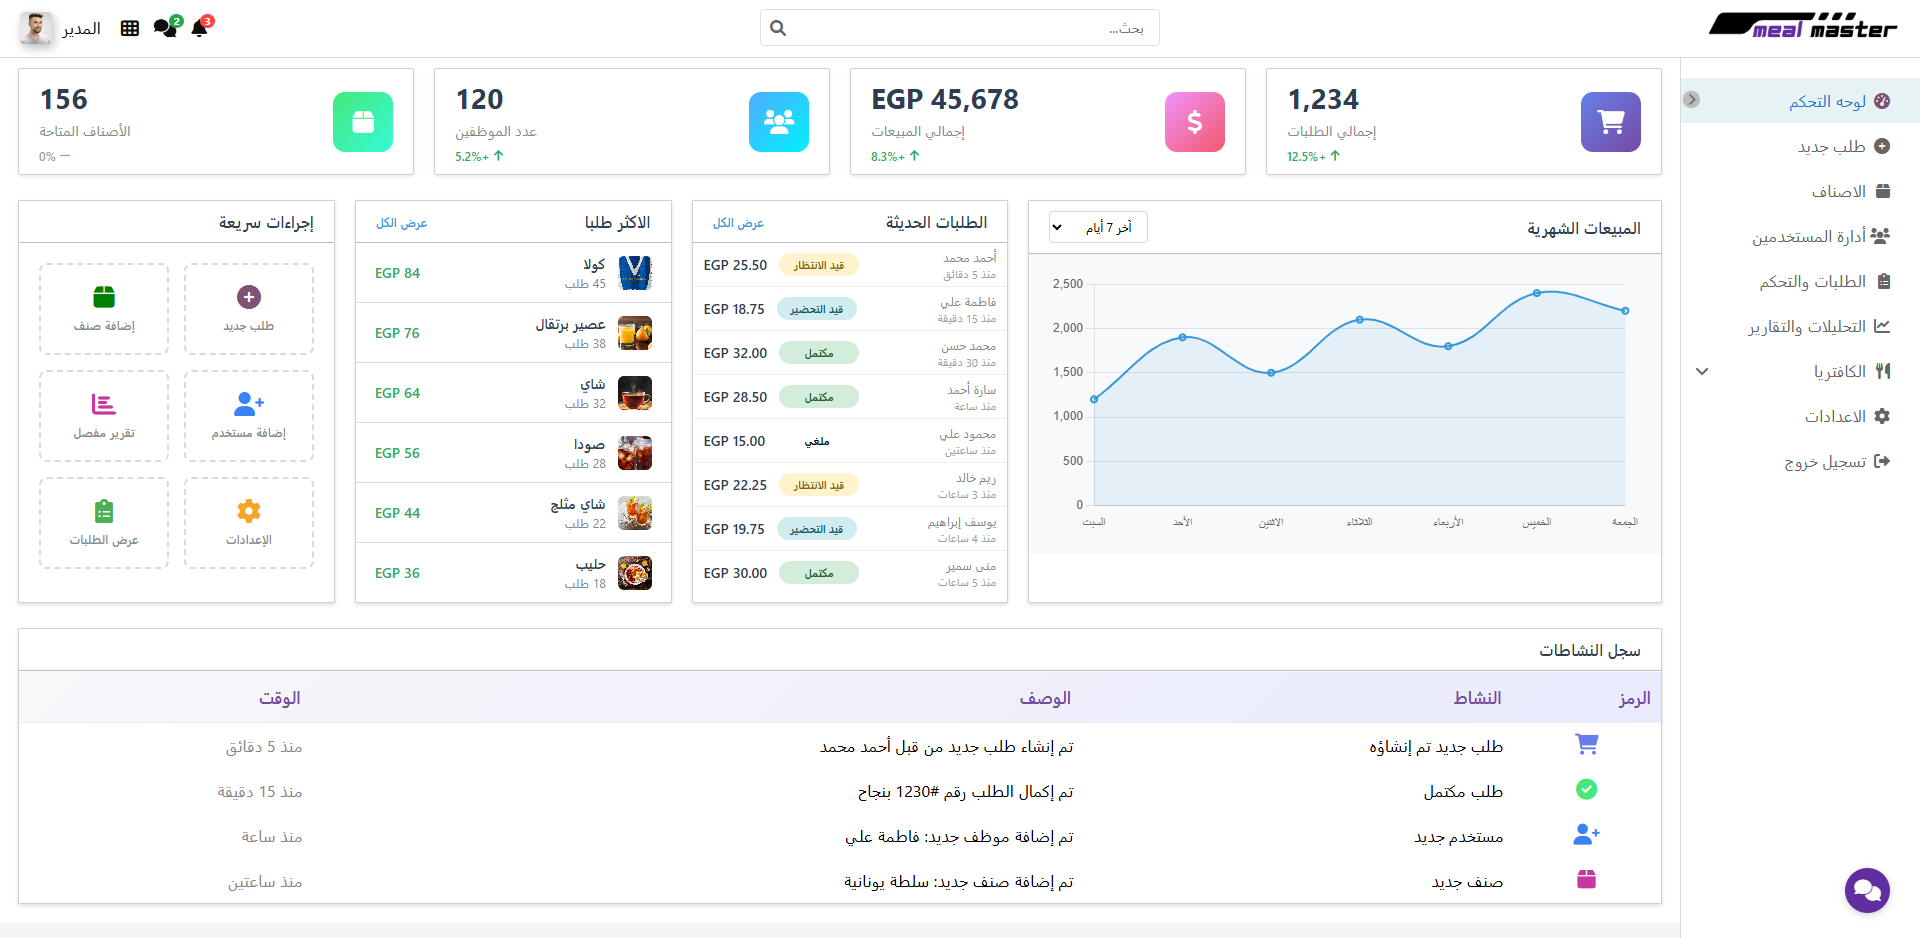 meal master
بحث...
3
2
المدير
لوحه التحكم
طلب جديد
الاصناف
أدارة المستخدمين
الطلبات والتحكم
التحليلات والتقارير
الكافتريا
الاعدادات
تسجيل خروج
1,234
إجمالي الطلبات
12.5%+
EGP 45,678
إجمالي المبيعات
8.3%+
120
عدد الموظفين
5.2%+
156
الأصناف المتاحة
0%
المبيعات الشهرية
آخر 7 أيام
2,500
2,000
1,500
1,000
500
0
السبت الأحد الاثنين الثلاثاء الأربعاء الخميس الجمعة
الطلبات الحديثة
عرض الكل
أحمد محمد
منذ 5 دقائق
قيد الانتظار
EGP 25.50
فاطمة علي
منذ 15 دقيقة
قيد التحضير
EGP 18.75
محمد حسن
منذ 30 دقيقة
مكتمل
EGP 32.00
سارة أحمد
منذ ساعة
مكتمل
EGP 28.50
محمود علي
منذ ساعتين
ملغي
EGP 15.00
ريم خالد
منذ 3 ساعات
قيد الانتظار
EGP 22.25
يوسف إبراهيم
منذ 4 ساعات
قيد التحضير
EGP 19.75
منى سمير
منذ 5 ساعات
مكتمل
EGP 30.00
الاكثر طلبا
عرض الكل
كولا
45 طلب
EGP 84
عصير برتقال
38 طلب
EGP 76
شاي
32 طلب
EGP 64
صودا
28 طلب
EGP 56
شاي مثلج
22 طلب
EGP 44
حليب
18 طلب
EGP 36
إجراءات سريعة
طلب جديد
إضافة صنف
إضافة مستخدم
تقرير مفصل
الإعدادات
عرض الطلبات
سجل النشاطات
الرمز النشاط الوصف الوقت
طلب جديد تم إنشاؤه تم إنشاء طلب جديد من قبل أحمد محمد منذ 5 دقائق
طلب مكتمل تم إكمال الطلب رقم #1230 بنجاح منذ 15 دقيقة
مستخدم جديد تم إضافة موظف جديد: فاطمة علي منذ ساعة
صنف جديد تم إضافة صنف جديد: سلطة يونانية منذ ساعتين